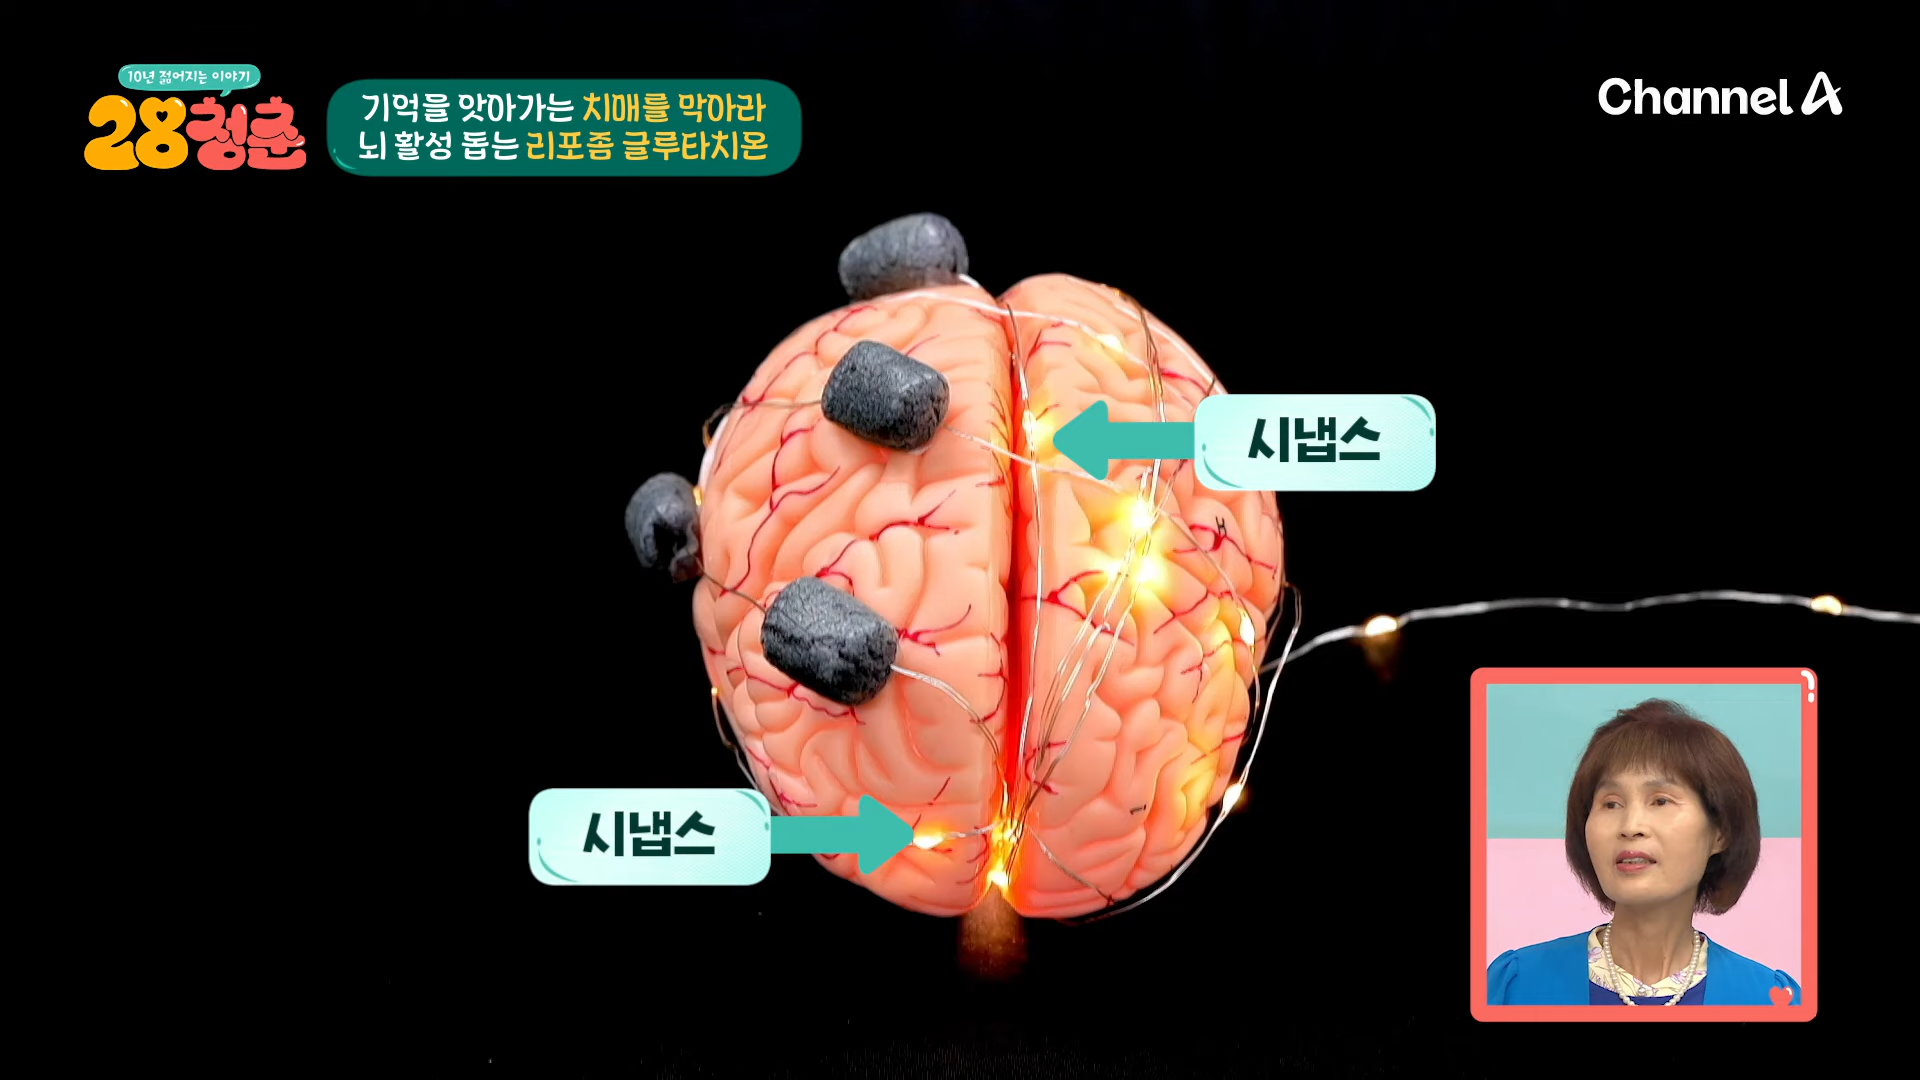 10년 젊어지는 이야기
28청춘
기억을 앗아가는 치매를 막아라
뇌 활성 돕는 리포좀 글루타치온
Channel A
시냅스
시냅스